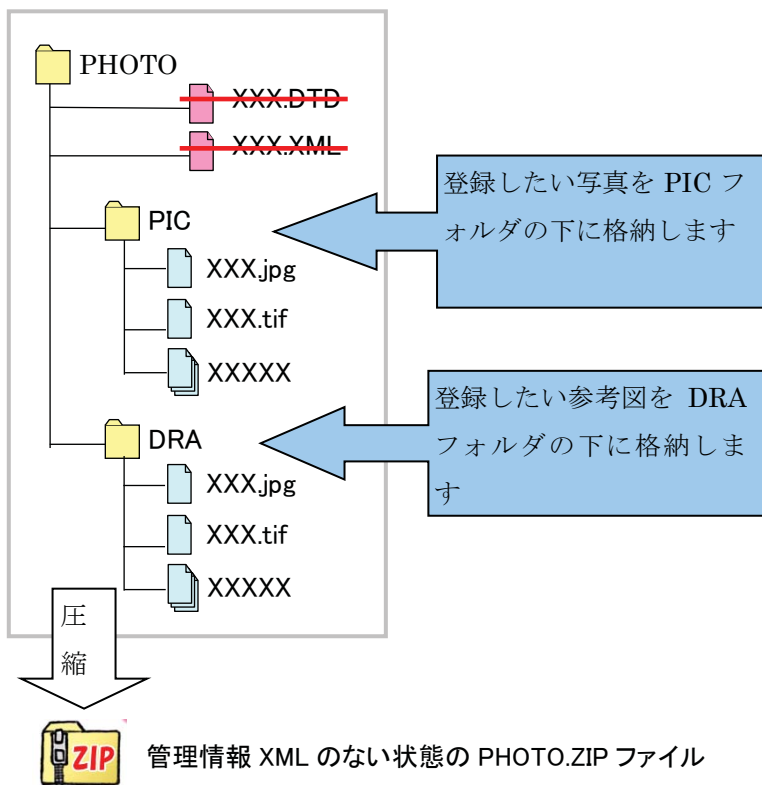 PHOTO
XXX.DTD
XXX.XML
PIC
XXX.jpg
XXX.tif
XXXXX
登録したい写真を PIC フ
ォルダの下に格納します
DRA
XXX.jpg
XXX.tif
XXXXX
登録したい参考図を DRA
フォルダの下に格納しま
す
圧
縮
ZIP
管理情報 XML のない状態の PHOTO.ZIP ファイル